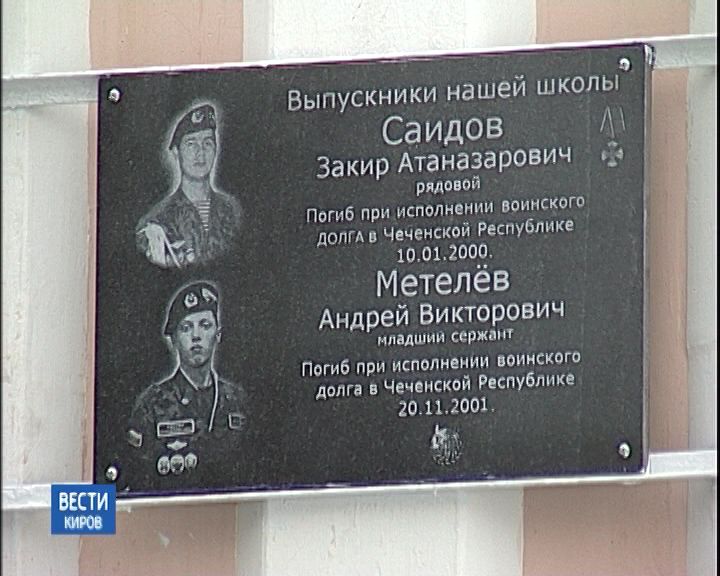 Выпускники нашей школы
Саидов
Закир Атаназарович
рядовой
Погиб при исполнении воинского
долга в Чеченской Республике
10.01.2000.
Метелёв
Андрей Викторович
младший сержант
Погиб при исполнении воинского
долга в Чеченской Республике
20.11.2001.
ВЕСТИ
КИРОВ